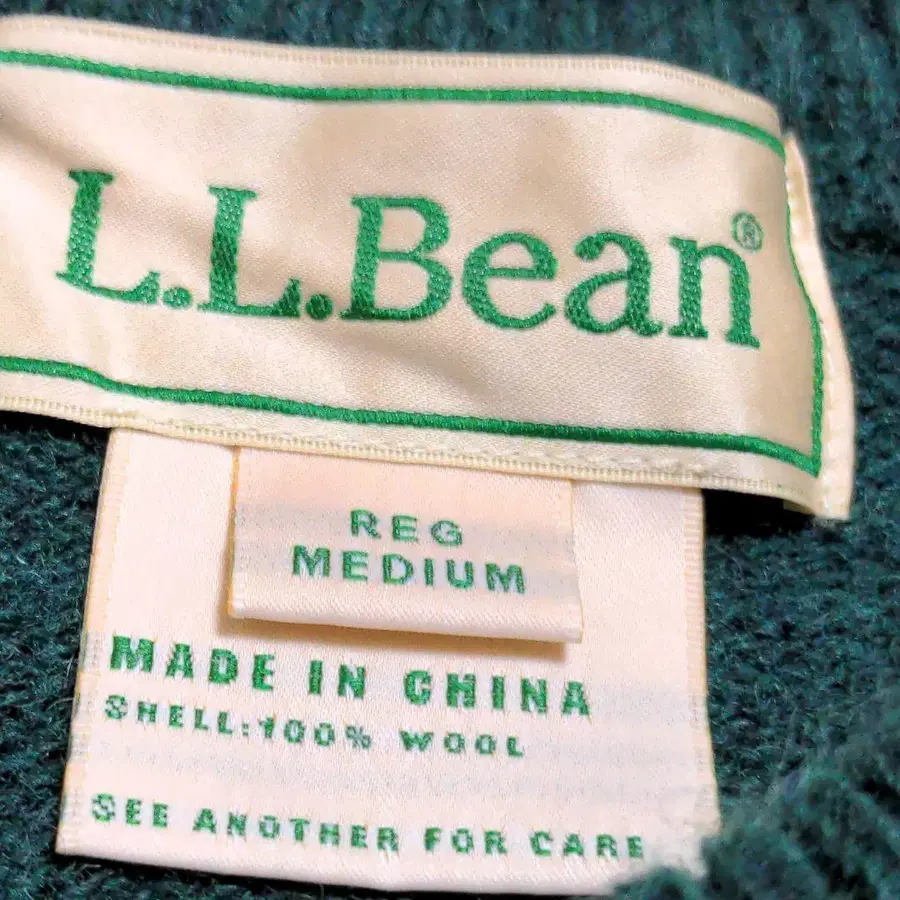 L.L.Bean®
REG
MEDIUM
MADE IN CHINA
SHELL:100% WOOL
SEE ANOTHER FOR CARE